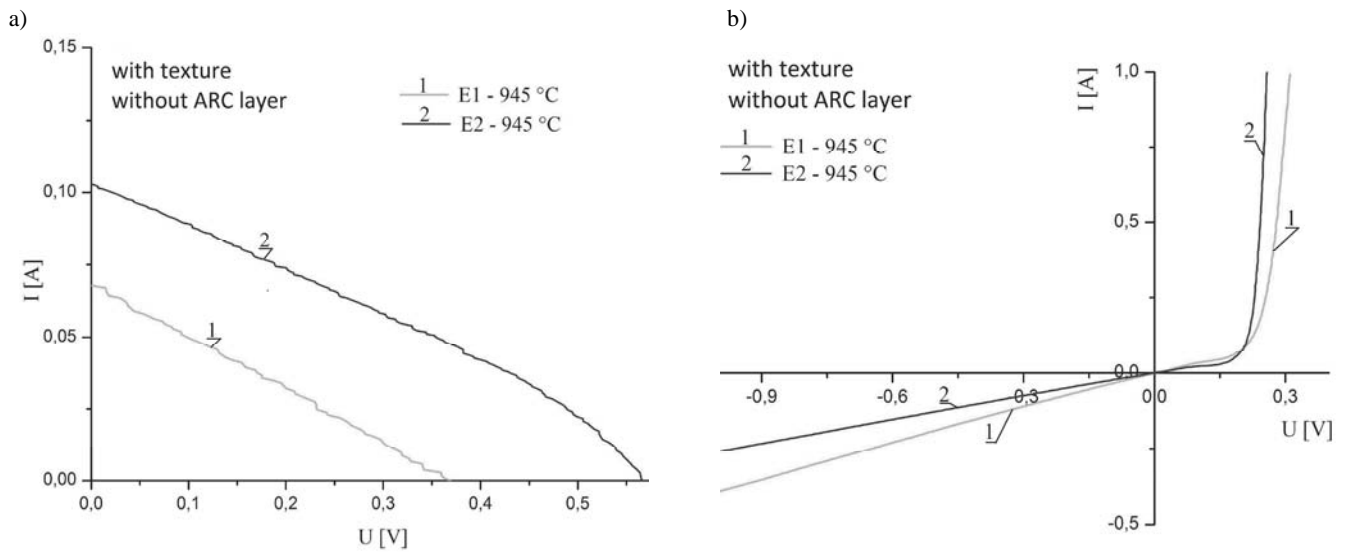 a)
b)
0,15
with texture
without ARC layer
1 E1 - 945 °C
2 E2 - 945 °C
0,10
2
I [A]
0,05
1
0,00
0,0 0,1 0,2 0,3 0,4 0,5
U [V]
with texture
without ARC layer
1 E1 - 945 °C
2 E2 - 945 °C
1,0
I [A]
2
0,5
1
0,0
-0,9 -0,6 -0,3 0,0 0,3
2
U [V]
1
-0,5